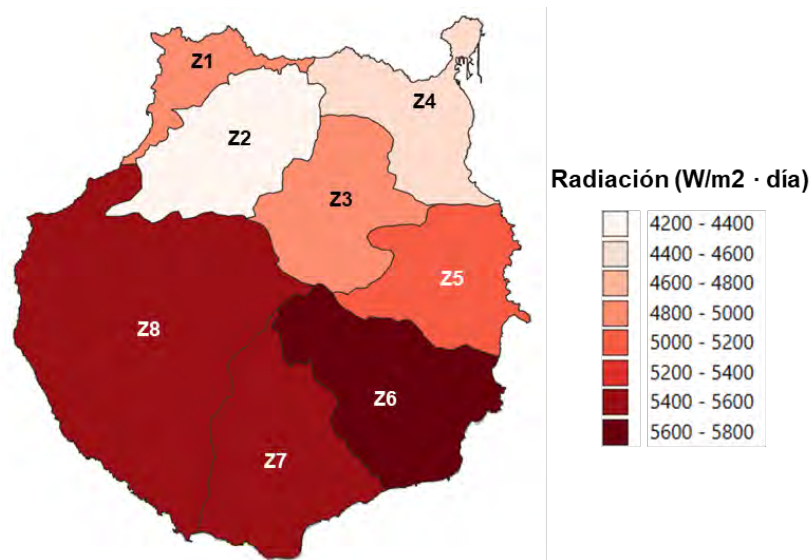 Z1
Z4
Z2
Z3
Z5
Z8
Z6
Z7
Radiación (W/m2 · día)
4200 - 4400
4400 - 4600
4600 - 4800
4800 - 5000
5000 - 5200
5200 - 5400
5400 - 5600
5600 - 5800